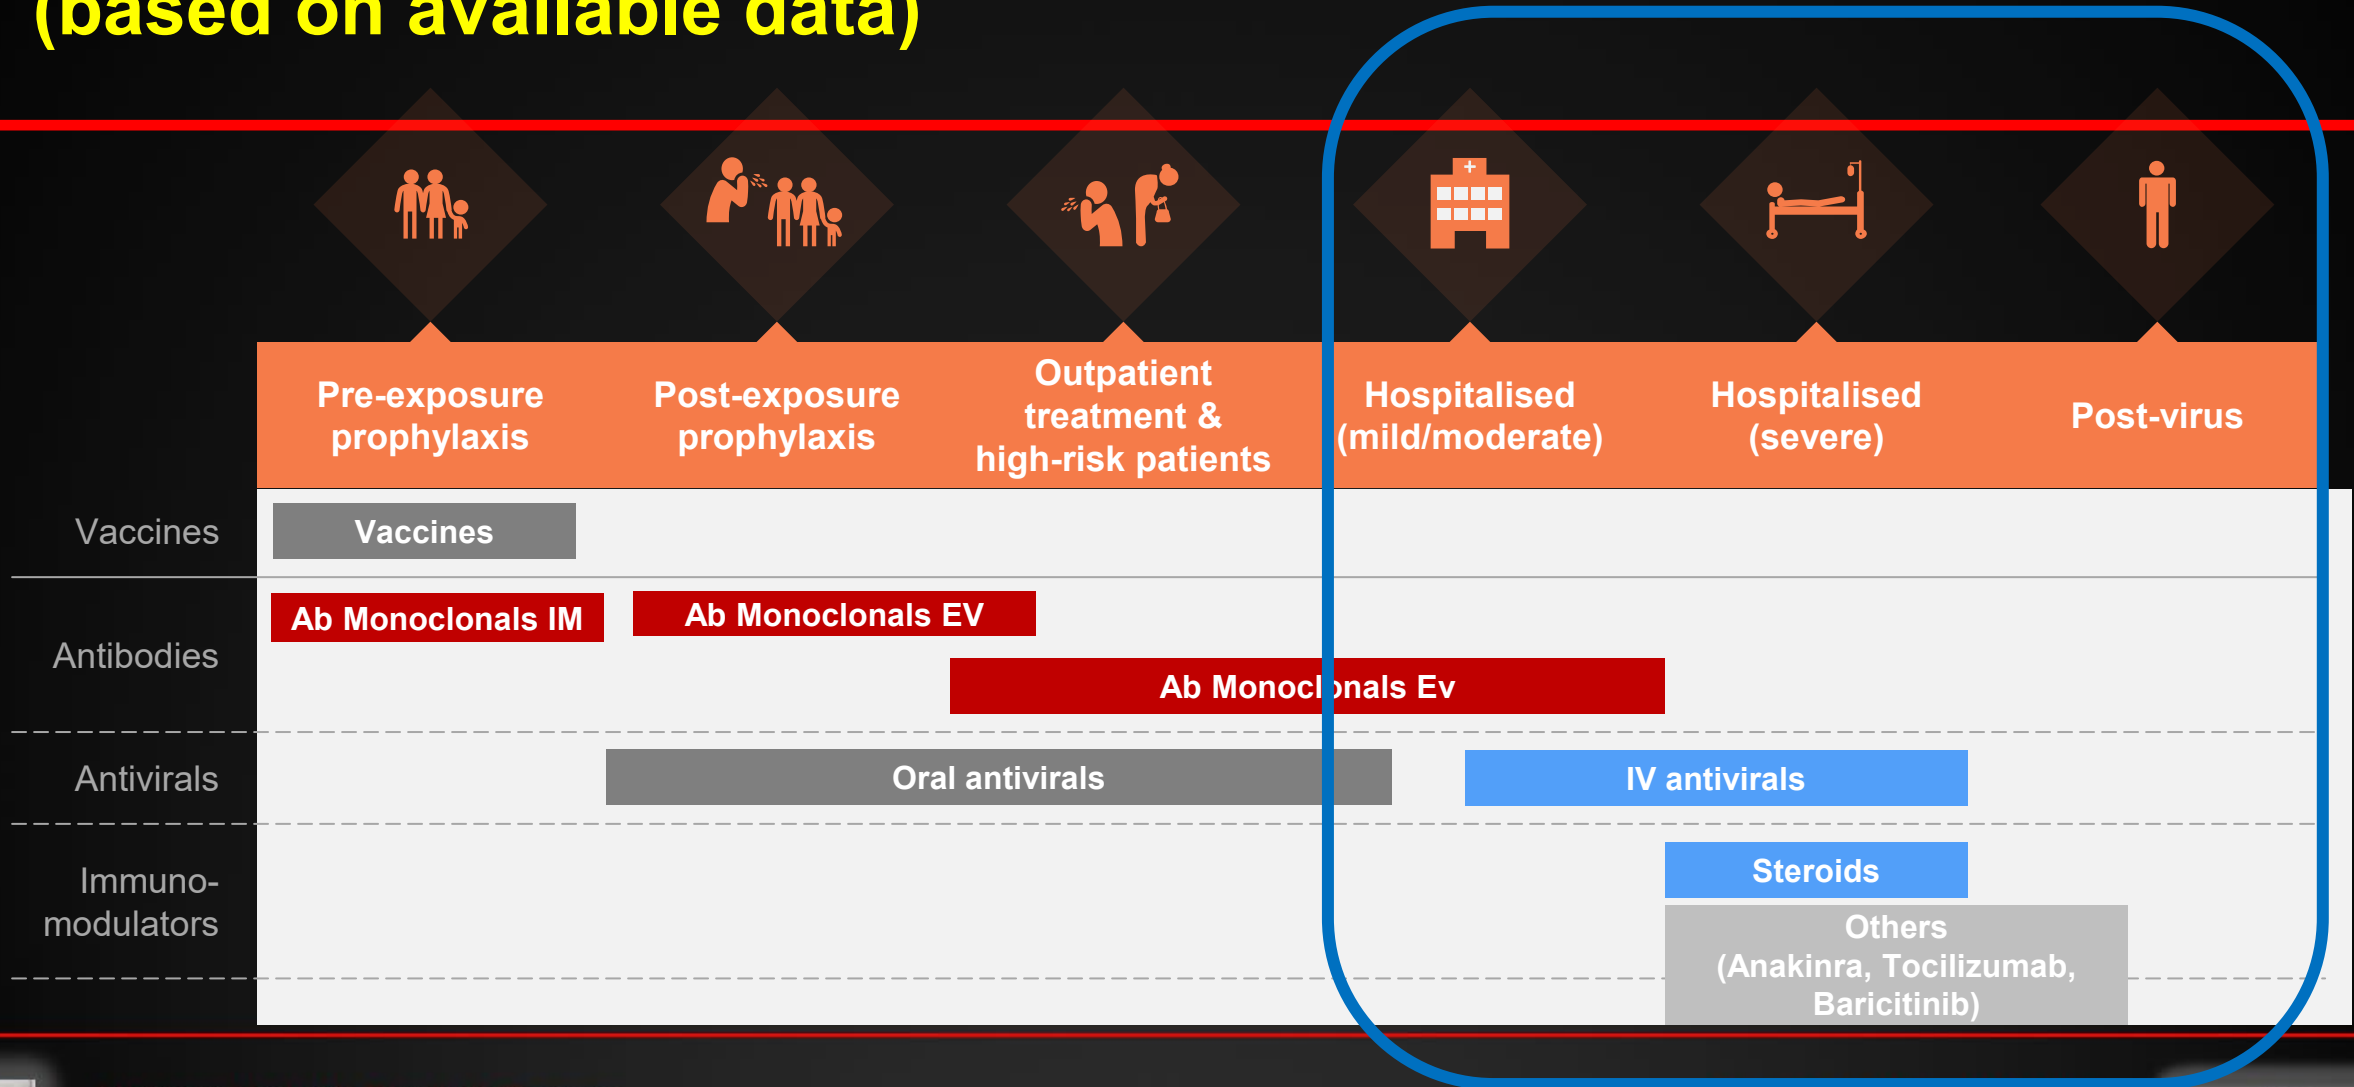 (based on available data)
Pre-exposure
prophylaxis
Post-exposure
prophylaxis
Outpatient
treatment &
high-risk patients
Hospitalised
(mild/moderate)
Hospitalised
(severe)
Post-virus
Vaccines
Vaccines
Antibodies
Ab Monoclonals IM
Ab Monoclonals EV
Ab Monoclonals Ev
Antivirals
Oral antivirals
IV antivirals
Immuno-
modulators
Steroids
Others
(Anakinra, Tocilizumab,
Baricitinib)